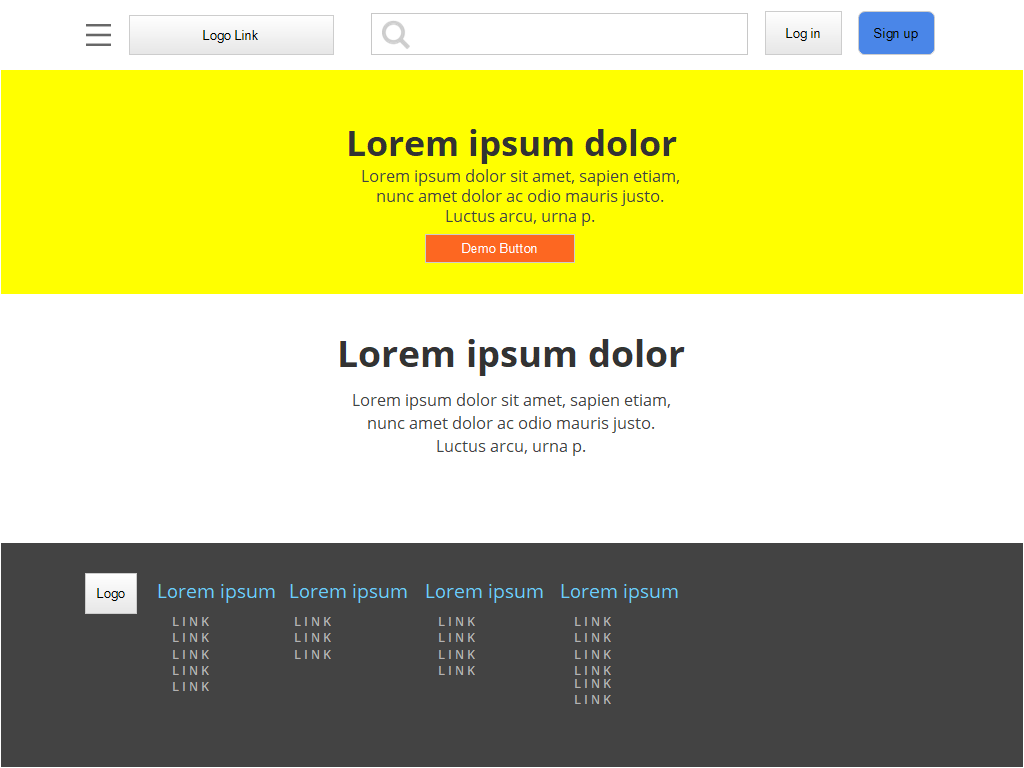 Logo Link
Log in
Sign up
Lorem ipsum dolor
Lorem ipsum dolor sit amet, sapien etiam,
nunc amet dolor ac odio mauris justo.
Luctus arcu, urna p.
Demo Button
Lorem ipsum dolor
Lorem ipsum dolor sit amet, sapien etiam,
nunc amet dolor ac odio mauris justo.
Luctus arcu, urna p.
Logo
Lorem ipsum
LINK
LINK
LINK
LINK
LINK
Lorem ipsum
LINK
LINK
LINK
Lorem ipsum
LINK
LINK
LINK
LINK
Lorem ipsum
LINK
LINK
LINK
LINK
LINK
LINK